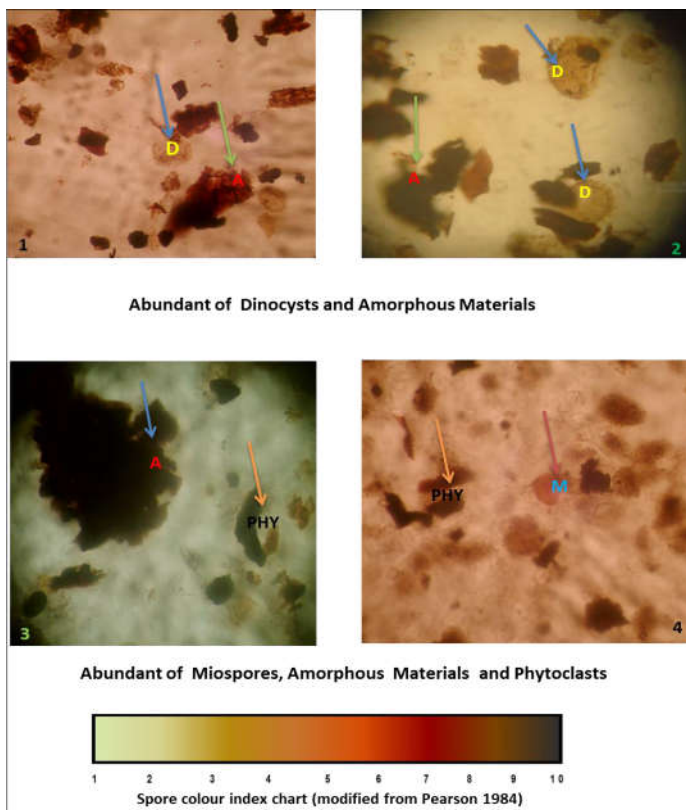 D
A
1
D
A
D
2
Abundant of Dinocysts and Amorphous Materials
A
PHY
3
PHY
M
4
Abundant of Miospores, Amorphous Materials and Phytoclasts
1 2 3 4 5 6 7 8 9 10
Spore colour index chart (modified from Pearson 1984)